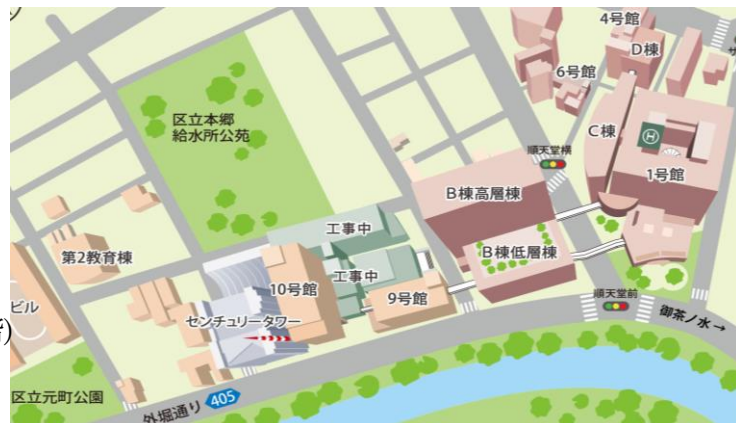 4号館
D棟
6号館
C棟
H
1号館
区立本郷
給水所公苑
順天堂横
B棟高層棟
工事中
B棟低層棟
第2教育棟
工事中
10号館
9号館
順天堂前
ビル
センチュリータワー
御茶ノ水→
区立元町公園
外堀通り 405